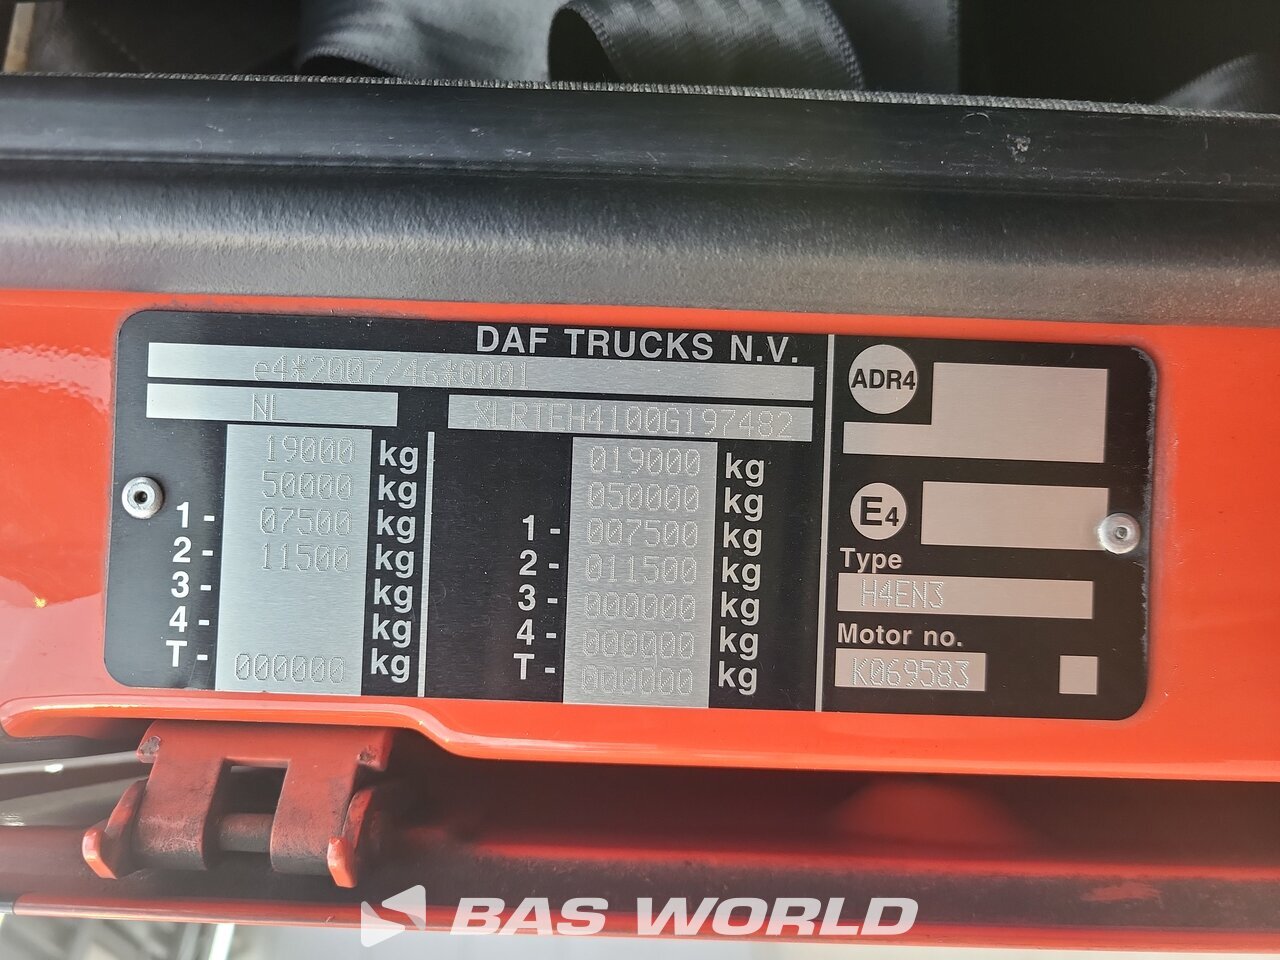 DAF TRUCKS N.V.
e4*2007/46*0001
NL XLRTEH4100G197482
19000 kg 019000 kg
50000 kg 050000 kg
1- 07500 kg 1- 007500 kg
2- 11500 kg 2- 011500 kg
3- kg 3- 000000 kg
4- kg 4- 000000 kg
T- 000000 kg T- 000000 kg
ADR4
E4
Type
H4EN3
Motor no.
K069583
BAS WORLD